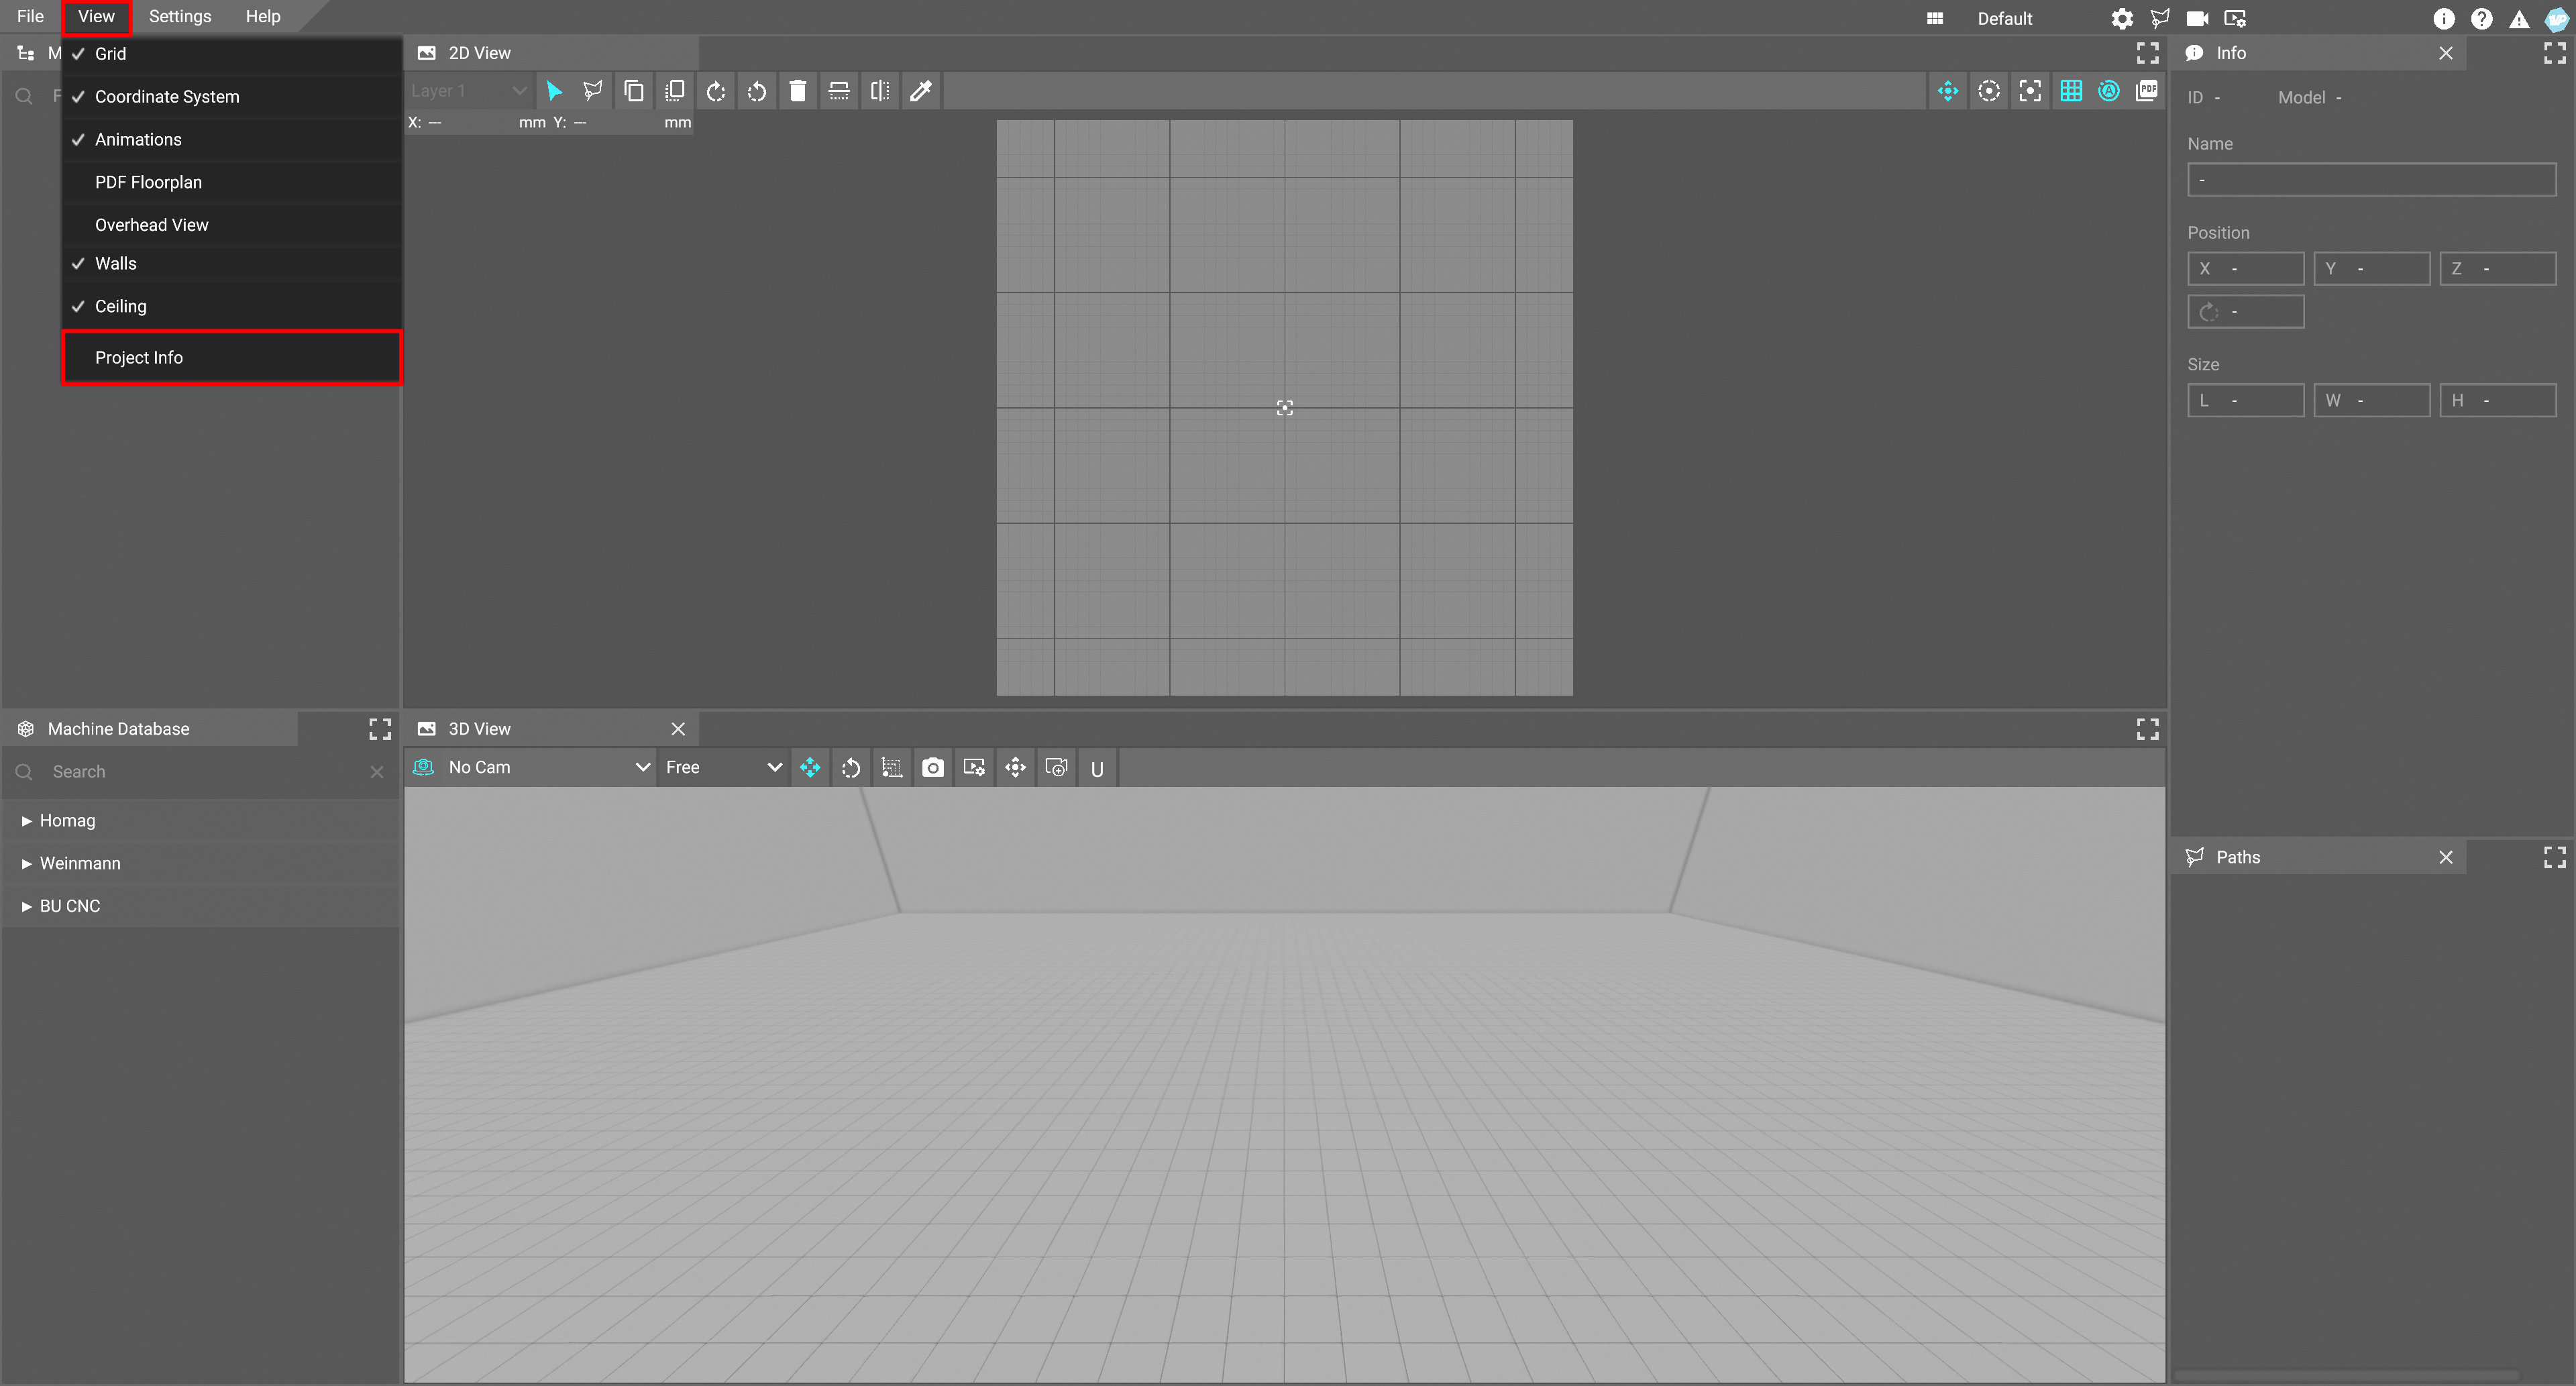 File View Settings Help Default
M
2D View
Info
Grid
Coordinate System
Animations
PDF Floorplan
Overhead View
Walls
Ceiling
Project Info
Layer 1
PDF
X: --- mm Y: --- mm
ID - Model -
Name
-
Position
X - Y - Z -
-
Size
L - W - H -
Machine Database
Search
Homag
Weinmann
BU CNC
3D View
No Cam Free U
Paths